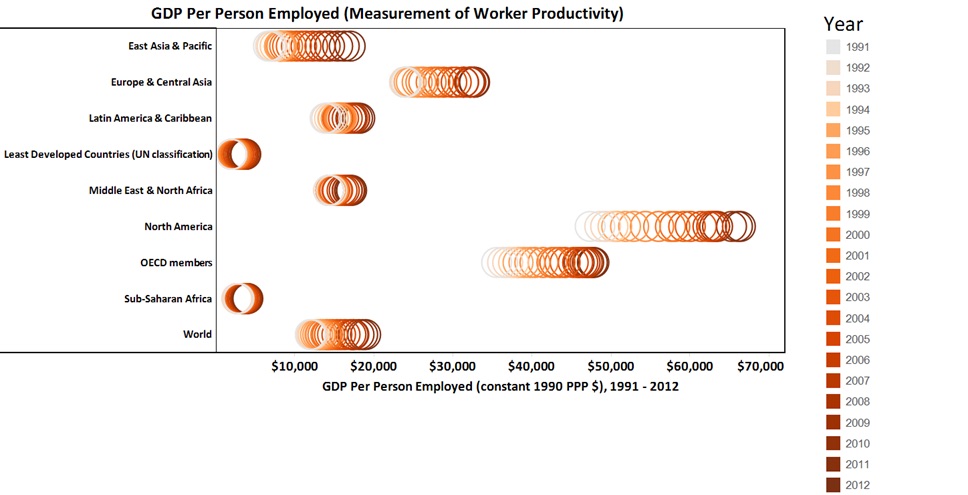 GDP Per Person Employed (Measurement of Worker Productivity)
East Asia & Pacific
Europe & Central Asia
Latin America & Caribbean
Least Developed Countries (UN classification)
Middle East & North Africa
North America
OECD members
Sub-Saharan Africa
World
$10,000 $20,000 $30,000 $40,000 $50,000 $60,000 $70,000
GDP Per Person Employed (constant 1990 PPP $), 1991 - 2012
Year
1991
1992
1993
1994
1995
1996
1997
1998
1999
2000
2001
2002
2003
2004
2005
2006
2007
2008
2009
2010
2011
2012